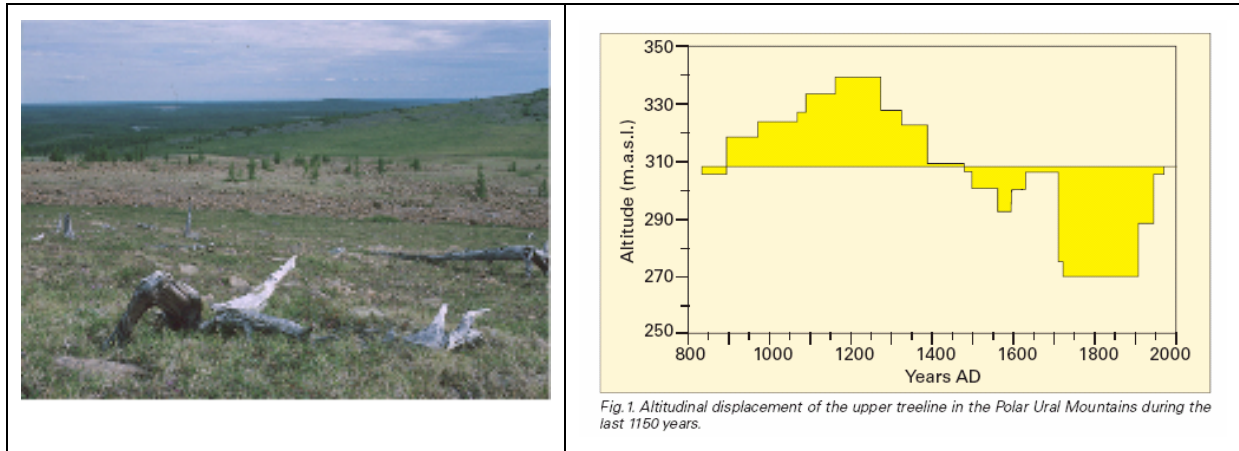 350
330
310
290
270
250
Altitude (m.a.s.l.)
800 1000 1200 1400 1600 1800 2000
Years AD
Fig.1. Altitudinal displacement of the upper treeline in the Polar Ural Mountains during the
last 1150 years.